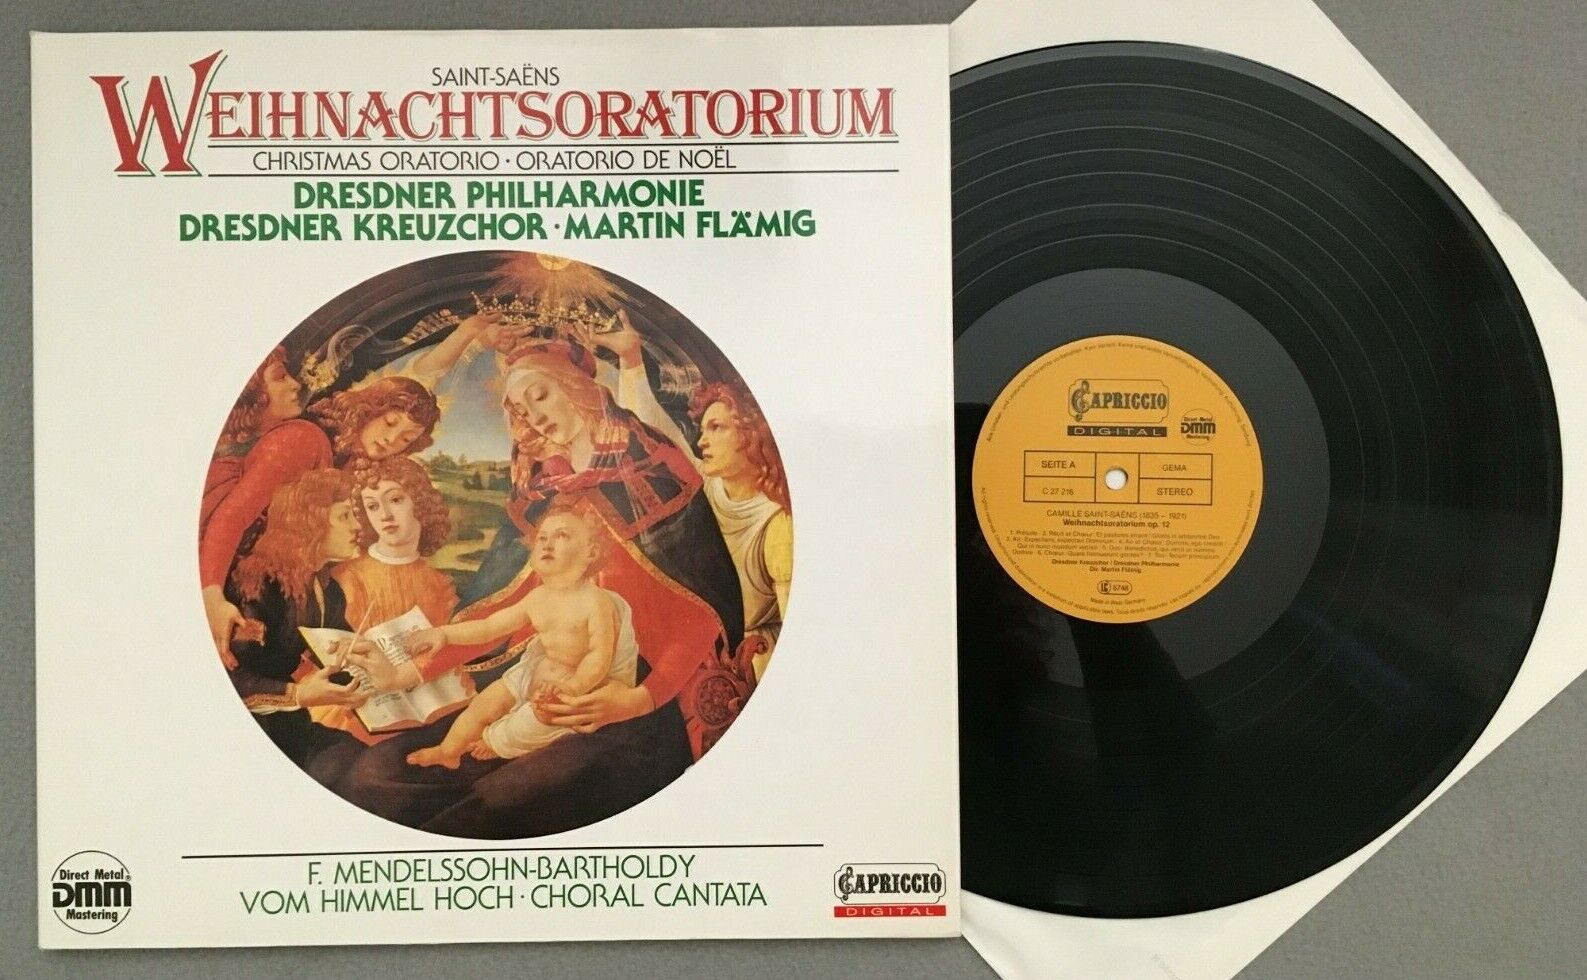 SAINT-SAËNS
WEIHNACHTSORATORIUM
CHRISTMAS ORATORIO · ORATORIO DE NOËL
DRESDNER PHILHARMONIE
DRESDNER KREUZCHOR · MARTIN FLÄMIG
F. MENDELSSOHN-BARTHOLDY
VOM HIMMEL HOCH · CHORAL CANTATA
Direct Metal
DMM
Mastering
CAPRICCIO
DIGITAL
CAPRICCIO
DIGITAL
Direct Metal
DMM
Mastering
SEITE A
GEMA
C 27 216
STEREO
CAMILLE SAINT-SAËNS (1835 – 1921)
Weihnachtsoratorium op. 12
Dresdner Kreuzchor / Dresdner Philharmonie
Dir. Martin Flämig
LC 8748
Made in West Germany